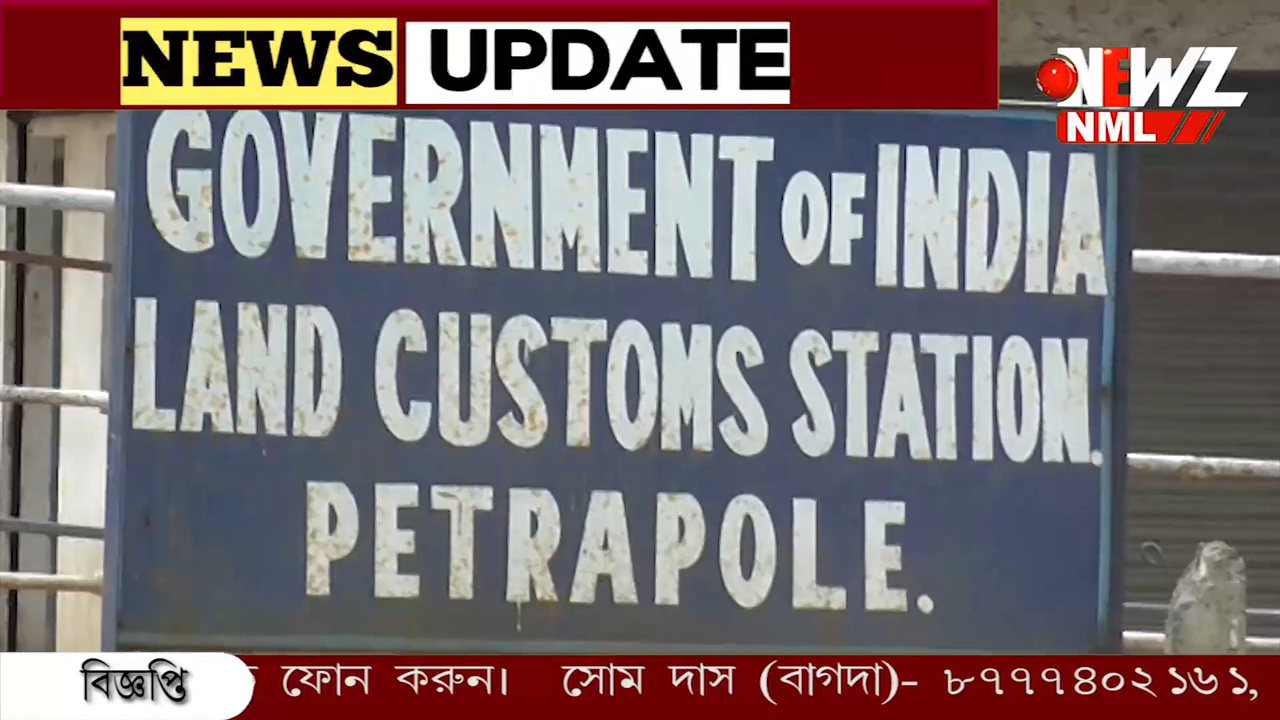 NEWS UPDATE
NEWZ
NML
GOVERNMENT OF INDIA
LAND CUSTOMS STATION.
PETRAPOLE.
বিজ্ঞপ্তি
ফোন করুন। সোম দাস (বাগদা)- ৮৭৭৭৪০২১৬১,